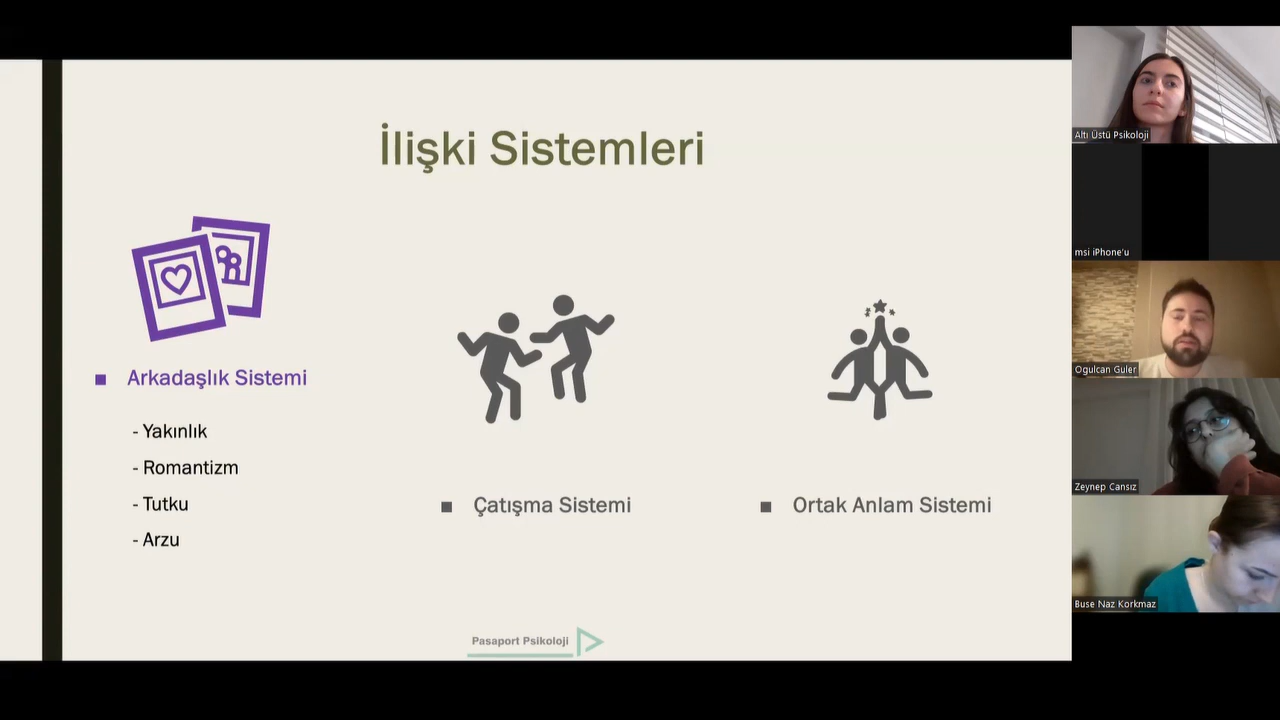 İlişki Sistemleri
Arkadaşlık Sistemi
- Yakınlık
- Romantizm
- Tutku
- Arzu
Çatışma Sistemi
Ortak Anlam Sistemi
Pasaport Psikoloji
Altı Üstü Psikoloji
msi iPhone'u
Ogulcan Guler
Zeynep Cansız
Buse Naz Korkmaz